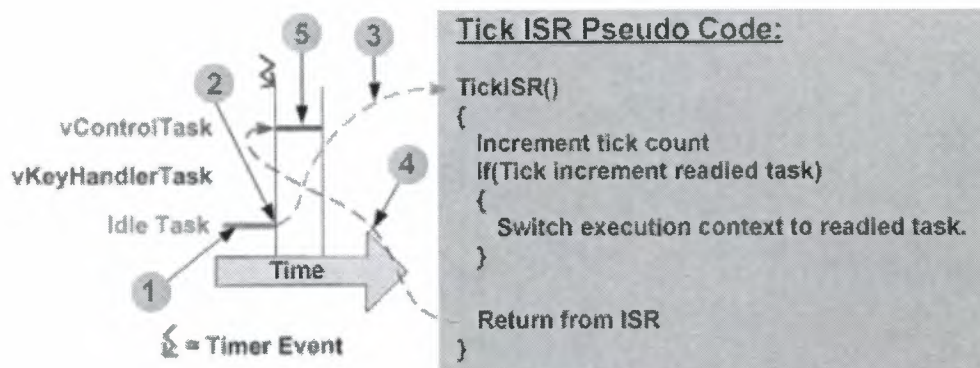 5
3
2
vControlTask
vKeyHandlerTask
4
Idle Task
Time
1
= Timer Event
Tick ISR Pseudo Code:
TickISR()
{
Increment tick count
If(Tick increment readied task)
{
Switch execution context to readied task.
}
Return from ISR
}